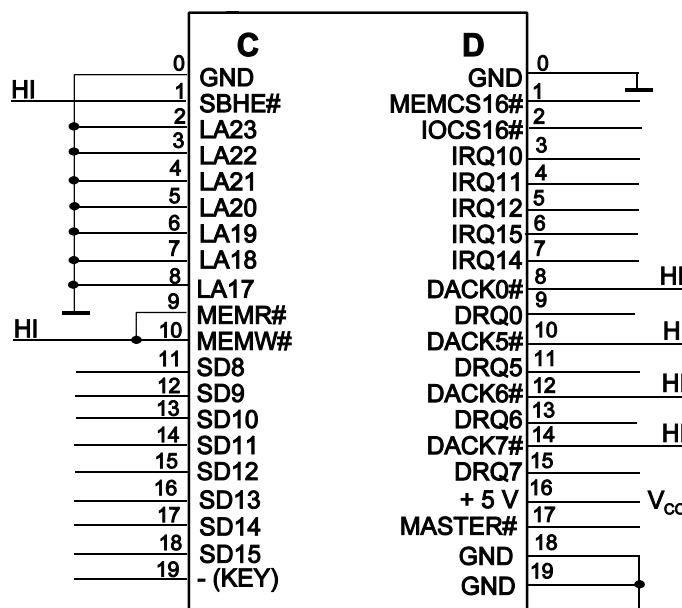 C D
0 GND GND 0
HI 1 SBHE# MEMCS16# 1
2 LA23 IOCS16# 2
3 LA22 IRQ10 3
4 LA21 IRQ11 4
5 LA20 IRQ12 5
6 LA19 IRQ15 6
7 LA18 IRQ14 7
8 LA17 DACK0# 8 HI
9 MEMR# DRQ0 9
HI 10 MEMW# DACK5# 10 H
11 SD8 DRQ5 11
12 SD9 DACK6# 12 HI
13 SD10 DRQ6 13
14 SD11 DACK7# 14 HI
15 SD12 DRQ7 15
16 SD13 + 5 V 16 VCC
17 SD14 MASTER# 17
18 SD15 GND 18
19 - (KEY) GND 19